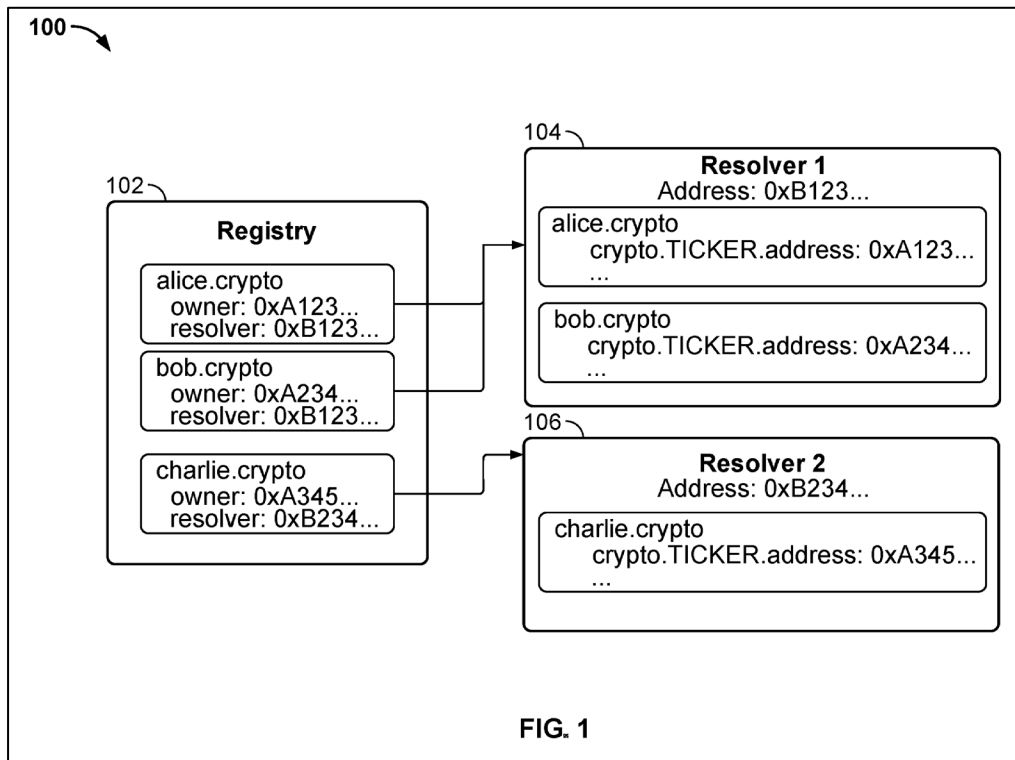 100
102
Registry
alice.crypto
owner: 0xA123...
resolver: 0xB123...
bob.crypto
owner: 0xA234...
resolver: 0xB123...
charlie.crypto
owner: 0xA345...
resolver: 0xB234...
104
Resolver 1
Address: 0xB123...
alice.crypto
crypto.TICKER.address: 0xA123...
...
bob.crypto
crypto.TICKER.address: 0xA234...
...
106
Resolver 2
Address: 0xB234...
charlie.crypto
crypto.TICKER.address: 0xA345...
...
FIG. 1